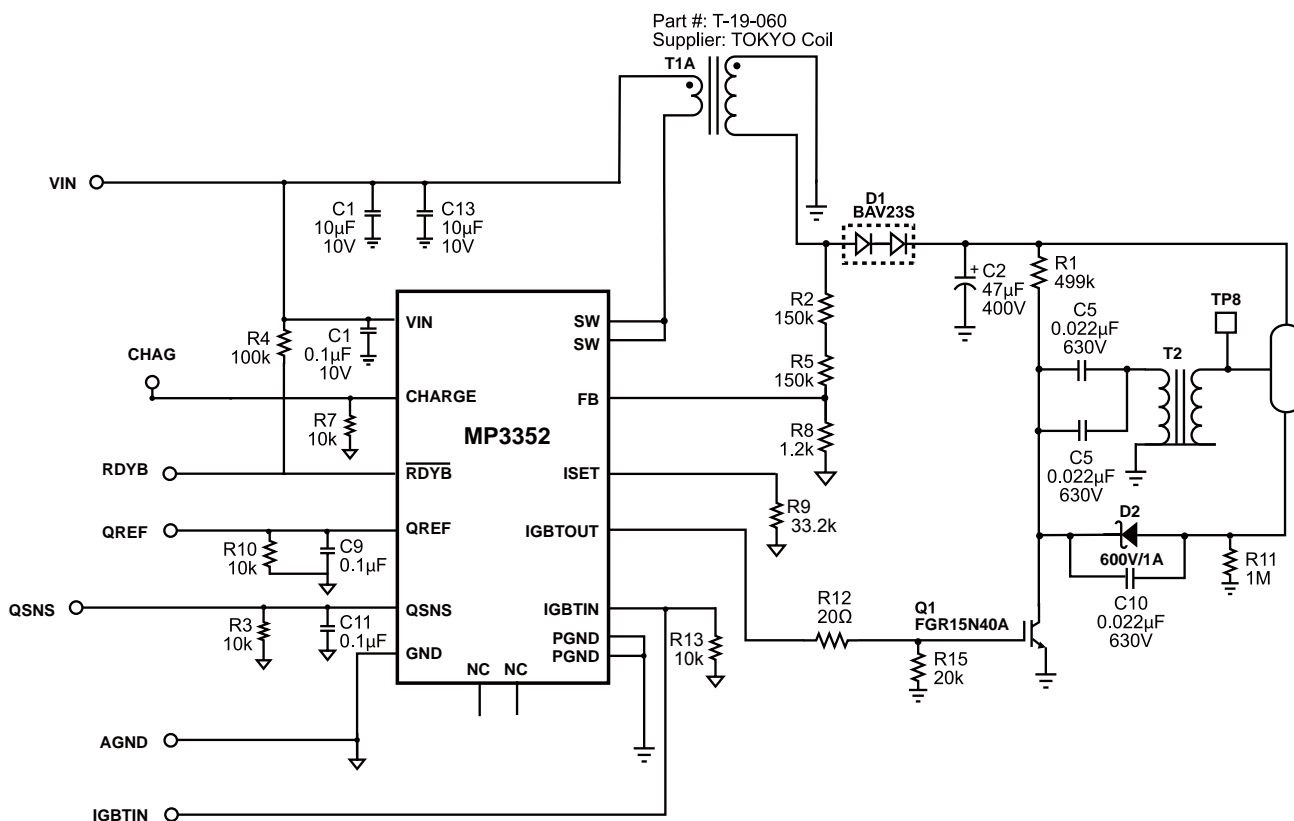 Part #: T-19-060
Supplier: TOKYO Coil
T1A
VIN
C1
10µF
10V
C13
10µF
10V
D1
BAV23S
R1
499k
C2
47µF
400V
+
R2
150k
TP8
C5
0.022µF
630V
T2
R4
100k
C1
0.1µF
10V
VIN
SW
SW
CHAG
R5
150k
CHARGE
FB
R7
10k
MP3352
R8
1.2k
C5
0.022µF
630V
RDYB
RDYB
ISET
R9
33.2k
QREF
QREF
IGBTOUT
D2
600V/1A
R10
10k
C9
0.1µF
R11
1M
C10
0.022µF
630V
QSNS
QSNS
IGBTIN
R12
20Ω
Q1
FGR15N40A
R3
10k
C11
0.1µF
PGND
PGND
R13
10k
GND
R15
20k
NC
NC
AGND
IGBTIN